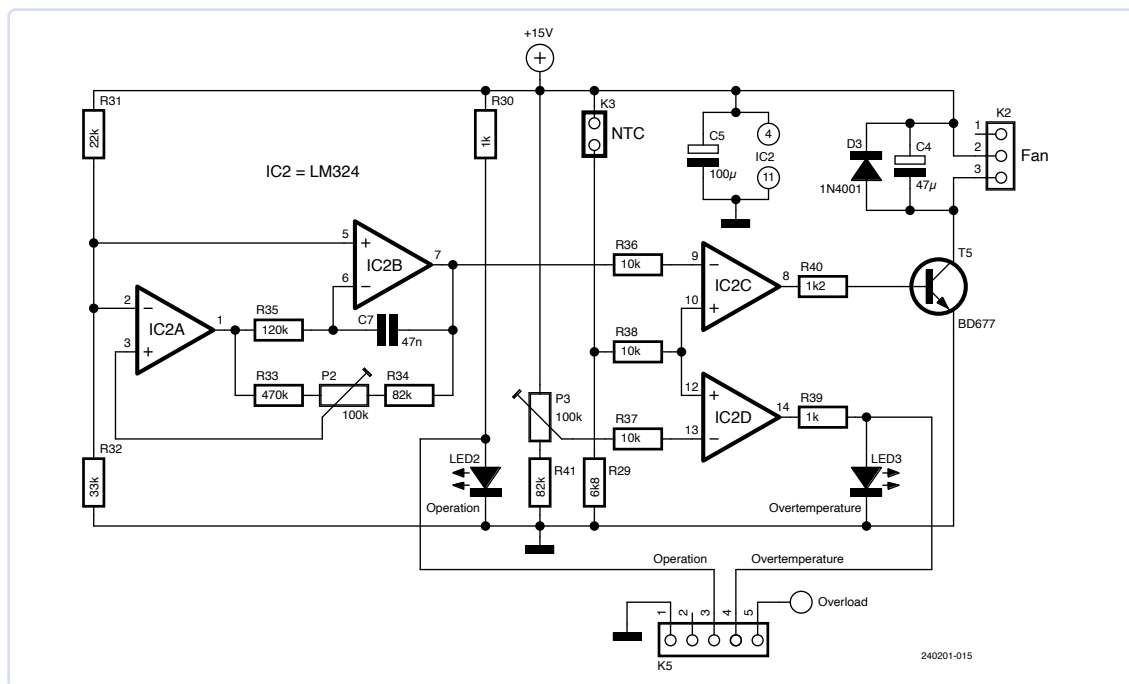 +15V
R31
22k
R30
1k
K3
NTC
C5
100µ
4
IC2
11
D3
1N4001
C4
47µ
K2
1
2
3
Fan
IC2 = LM324
5
+
6
−
IC2B
7
2
−
3
+
IC2A
1
R35
120k
C7
47n
R33
470k
P2
100k
R34
82k
R36
10k
9
−
10
+
IC2C
8
R40
1k2
T5
BD677
R38
10k
12
+
13
−
IC2D
14
R39
1k
P3
100k
R37
10k
R32
33k
LED2
Operation
R41
82k
R29
6k8
LED3
Overtemperature
Operation
Overtemperature
1
2
3
4
5
Overload
K5
240201-015